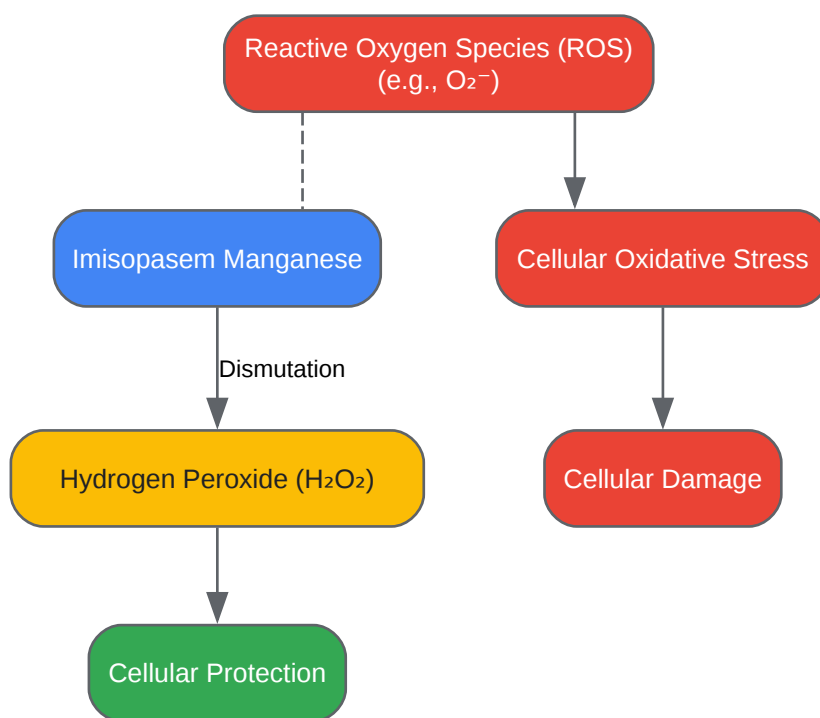 Reactive Oxygen Species (ROS)
(e.g., O₂⁻)
Imisopasem Manganese
Cellular Oxidative Stress
Dismutation
Hydrogen Peroxide (H₂O₂)
Cellular Damage
Cellular Protection